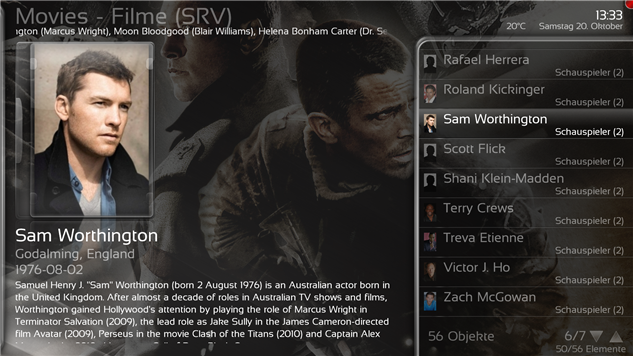 Movies - Filme (SRV)
(Marcus Wright), Moon Bloodgood (Blair Williams), Helena Bonham Carter (Dr. S
13:33
20°C Samstag 20. Oktober
Rafael Herrera
Schauspieler (2)
Roland Kickinger
Schauspieler (2)
Sam Worthington
Schauspieler (2)
Scott Flick
Schauspieler (2)
Shani Klein-Madden
Schauspieler (2)
Terry Crews
Schauspieler (2)
Treva Etienne
Schauspieler (2)
Victor J. Ho
Schauspieler (2)
Zach McGowan
Schauspieler (2)
56 Objekte
6/7
50/56 Elemente
Sam Worthington
Godalming, England
1976-08-02
Samuel Henry J. "Sam" Worthington (born 2 August 1976) is an Australian actor born in
the United Kingdom. After almost a decade of roles in Australian TV shows and films,
Worthington gained Hollywood's attention by playing the role of Marcus Wright in
Terminator Salvation (2009), the lead role as Jake Sully in the James Cameron-directed
film Avatar (2009), Perseus in the movie Clash of the Titans (2010) and Captain Alex